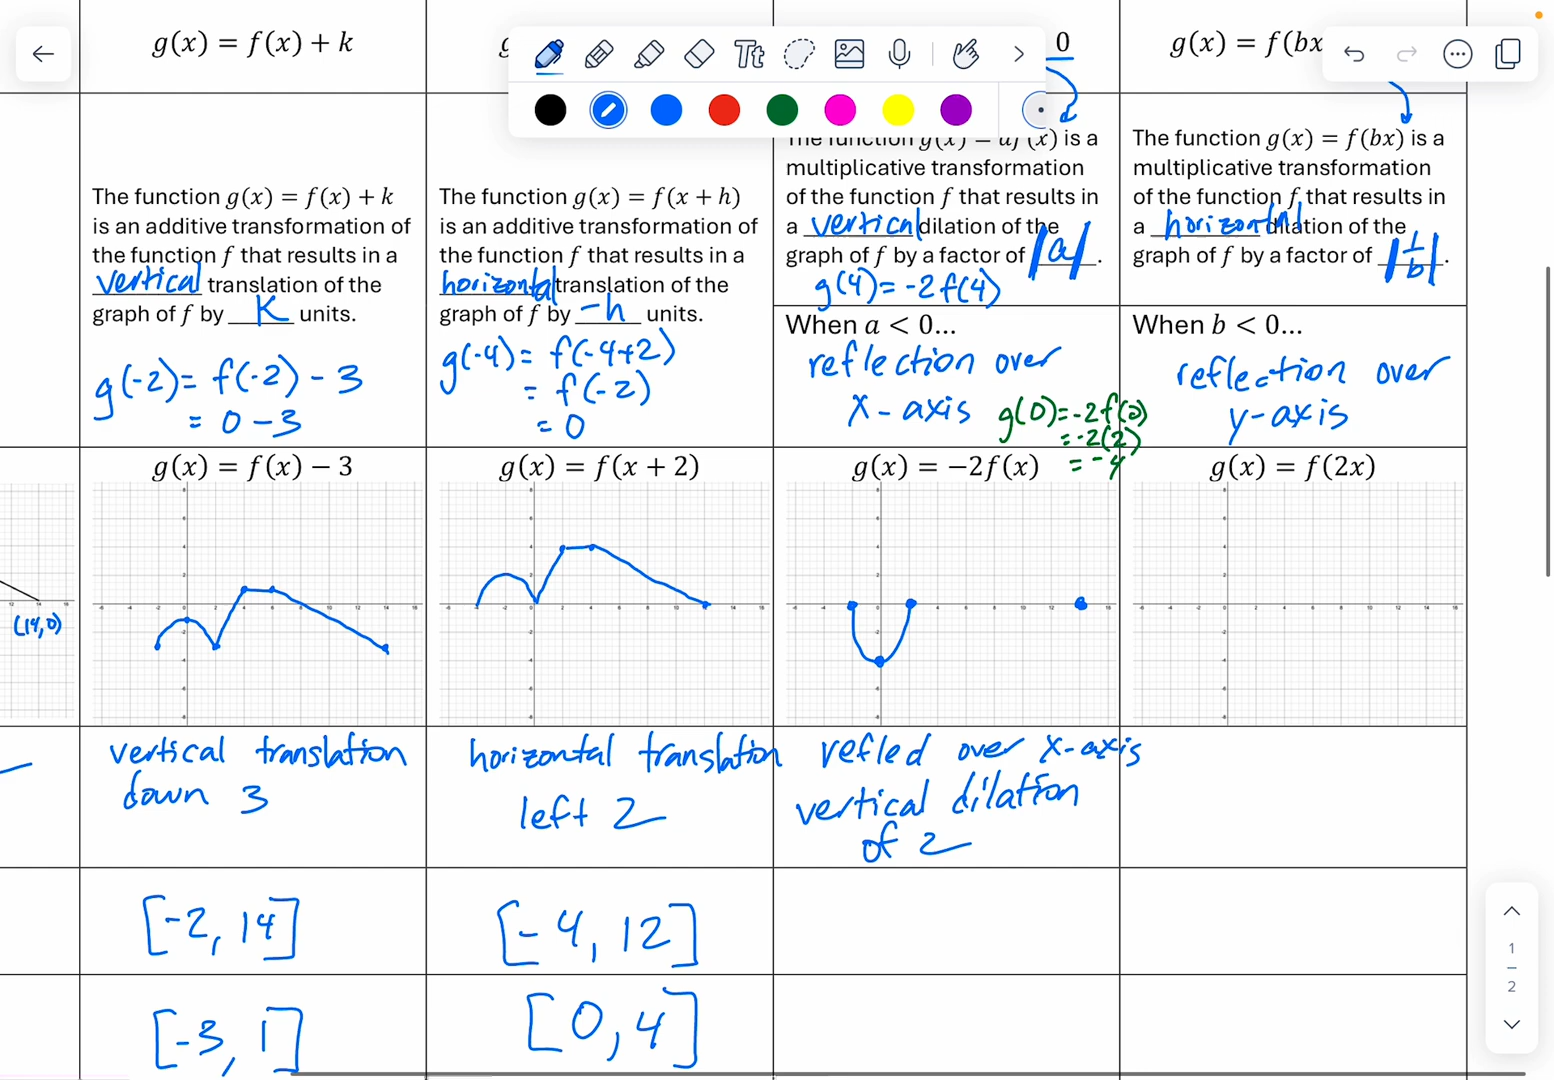 g(x) = f(x) + k
g
0
g(x) = f(bx
Tt
The function g(x) = f(x) + k
is an additive transformation of
the function f that results in a
vertical translation of the
graph of f by K units.
g(-2) = f(-2) - 3
= 0 - 3
The function g(x) = f(x + h)
is an additive transformation of
the function f that results in a
horizontal translation of the
graph of f by -h units.
g(-4) = f(-4+2)
= f(-2)
= 0
The function g(x) = af(x) is a
multiplicative transformation
of the function f that results in
a vertical dilation of the
graph of f by a factor of |a|.
g(4) = -2f(4)
When a < 0...
reflection over
x-axis
g(0) = -2f(0)
= -2(2)
= -4
The function g(x) = f(bx) is a
multiplicative transformation
of the function f that results in
a horizontal dilation of the
graph of f by a factor of |1/b|.
When b < 0...
reflection over
y-axis
(14,0)
g(x) = f(x) − 3
g(x) = f(x + 2)
g(x) = −2f(x)
g(x) = f(2x)
vertical translation
down 3
horizontal translation
left 2
refled over x-axis
vertical dilation
of 2
[-2, 14]
[-4, 12]
[-3, 1]
[0, 4]
1
2